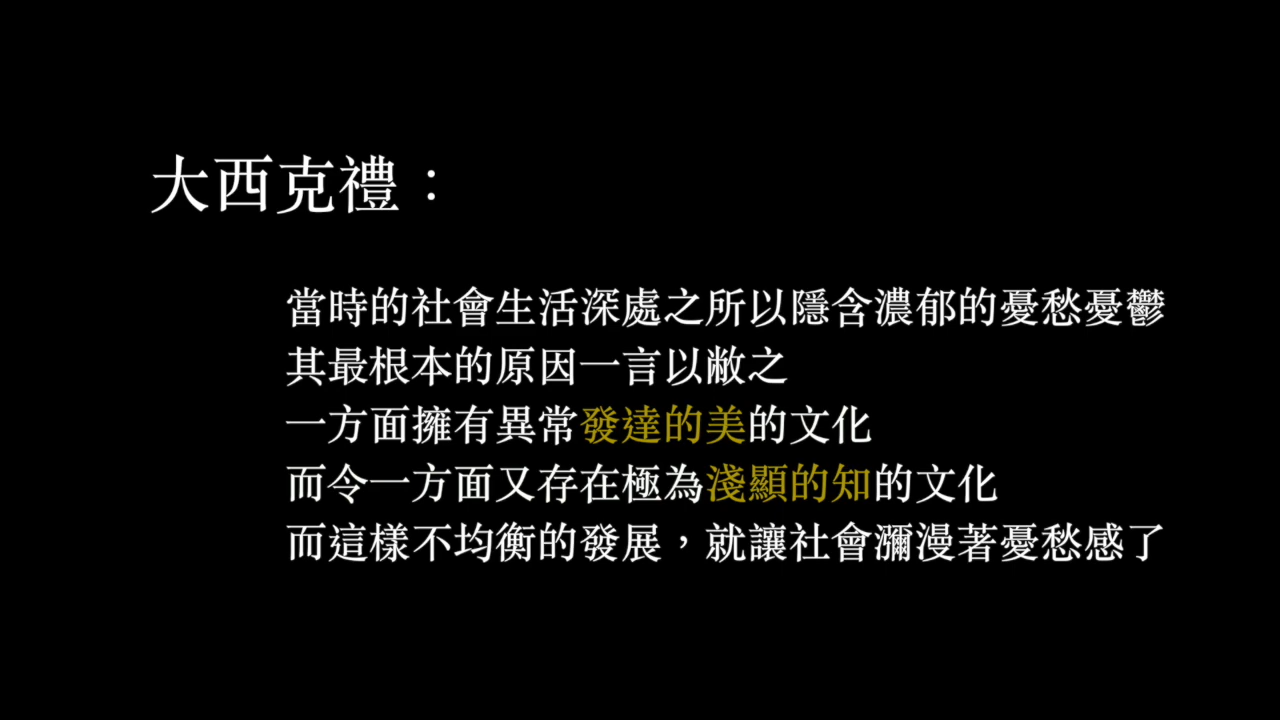 大西克禮：
當時的社會生活深處之所以隱含濃郁的憂愁憂鬱
其最根本的原因一言以敝之
一方面擁有異常發達的美的文化
而令一方面又存在極為淺顯的知的文化
而這樣不均衡的發展，就讓社會瀰漫著憂愁感了